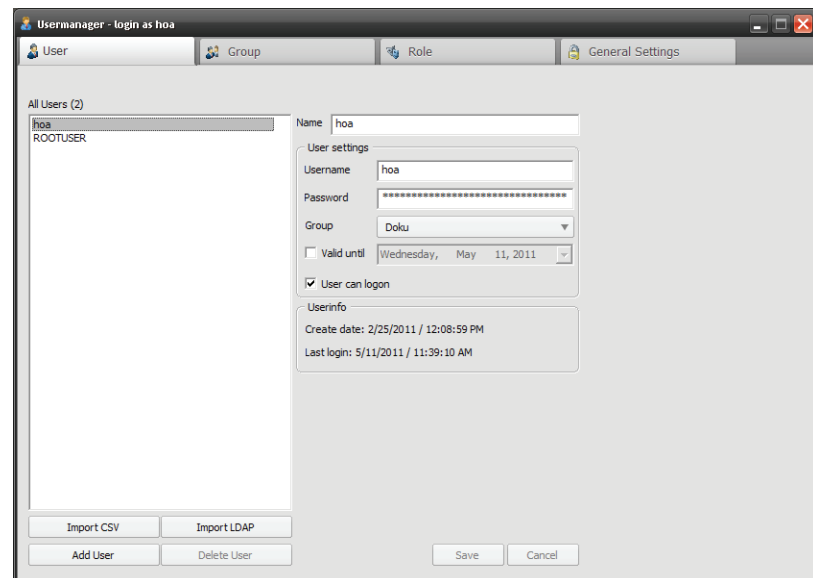 Usermanager - login as hoa
User Group Role General Settings
All Users (2)
hoa
ROOTUSER
Name hoa
User settings
Username hoa
Password ********************************
Group Doku
Valid until Wednesday, May 11, 2011
User can logon
Userinfo
Create date: 2/25/2011 / 12:08:59 PM
Last login: 5/11/2011 / 11:39:10 AM
Import CSV Import LDAP
Add User Delete User Save Cancel